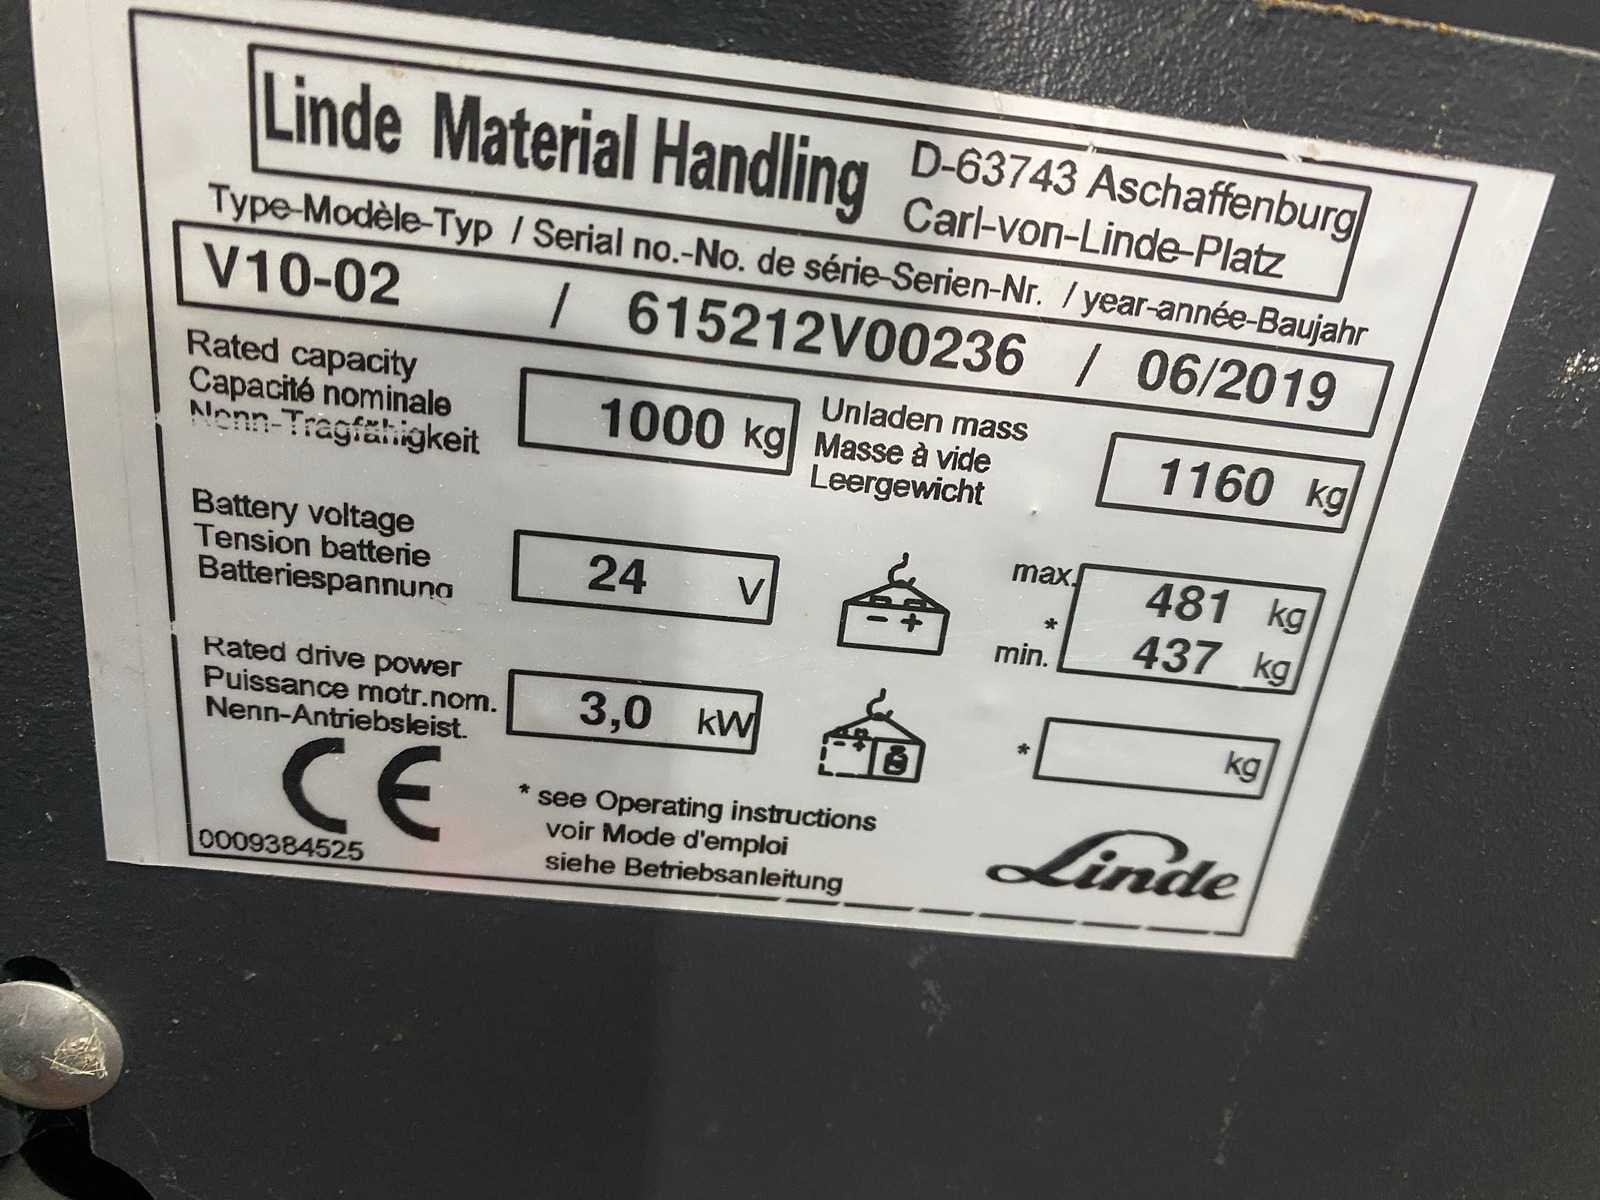 Linde Material Handling
D-63743 Aschaffenburg
Carl-von-Linde-Platz
Type-Modèle-Typ / Serial no.-No. de série-Serien-Nr. / year-année-Baujahr
V10-02 / 615212V00236 / 06/2019
Rated capacity
Capacité nominale
Nenn-Tragfähigkeit
1000 kg
Unladen mass
Masse à vide
Leergewicht
1160 kg
Battery voltage
Tension batterie
Batteriespannung
24 V
- +
max. 481 kg
*
min. 437 kg
Rated drive power
Puissance motr.nom.
Nenn-Antriebsleist.
3,0 kW
- +
* kg
CE
0009384525
* see Operating instructions
voir Mode d'emploi
siehe Betriebsanleitung
Linde